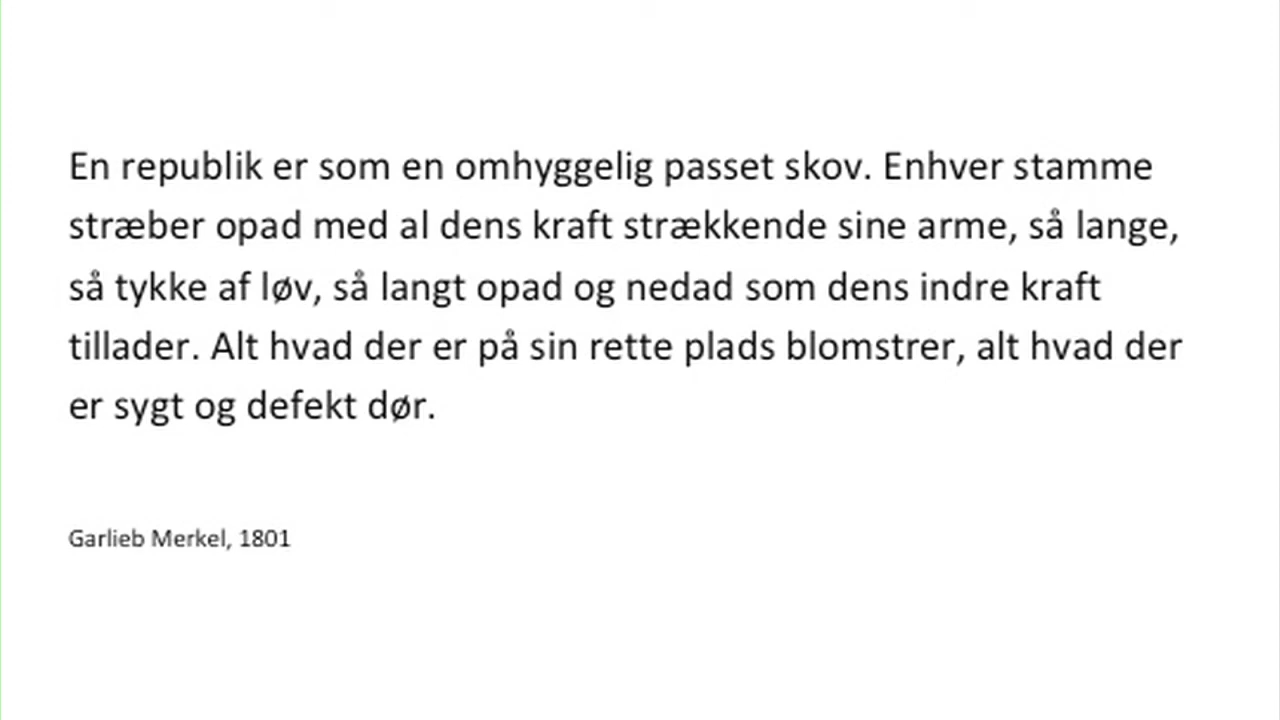 En republik er som en omhyggelig passet skov. Enhver stamme
stræber opad med al dens kraft strækkende sine arme, så lange,
så tykke af løv, så langt opad og nedad som dens indre kraft
tillader. Alt hvad der er på sin rette plads blomstrer, alt hvad der
er sygt og defekt dør.
Garlieb Merkel, 1801